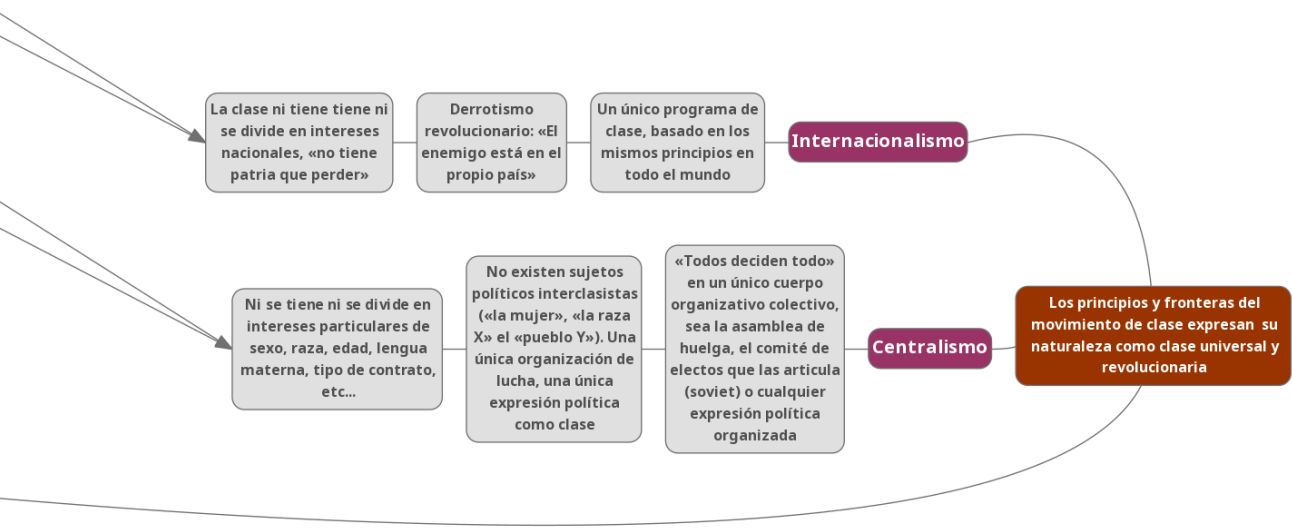 La clase ni tiene tiene ni
se divide en intereses
nacionales, «no tiene
patria que perder»
Derrotismo
revolucionario: «El
enemigo está en el
propio país»
Un único programa de
clase, basado en los
mismos principios en
todo el mundo
Internacionalismo
Ni se tiene ni se divide en
intereses particulares de
sexo, raza, edad, lengua
materna, tipo de contrato,
etc...
No existen sujetos
políticos interclasistas
(«la mujer», «la raza
X» el «pueblo Y»). Una
única organización de
lucha, una única
expresión política
como clase
«Todos deciden todo»
en un único cuerpo
organizativo colectivo,
sea la asamblea de
huelga, el comité de
electos que las articula
(soviet) o cualquier
expresión política
organizada
Centralismo
Los principios y fronteras del
movimiento de clase expresan su
naturaleza como clase universal y
revolucionaria